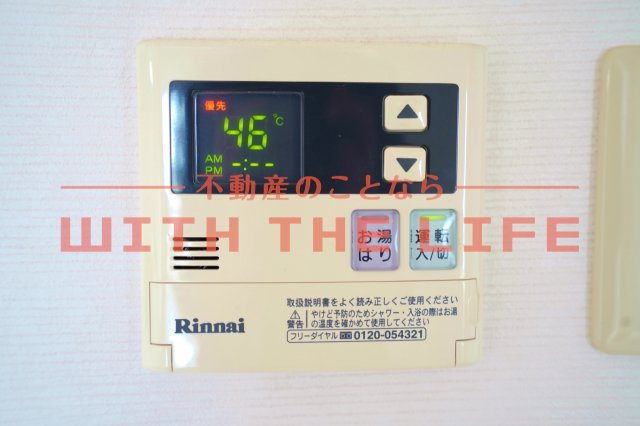 優先
46 ℃
AM
PM -:--
不動産のことなら
WITH THE LIFE
お湯はり
運転入/切
取扱説明書をよく読み正しくご使用ください
⚠警告 やけど予防のためシャワー・入浴の際はお湯
の温度を確かめて使用してください
フリーダイヤル 0120-054321
Rinnai